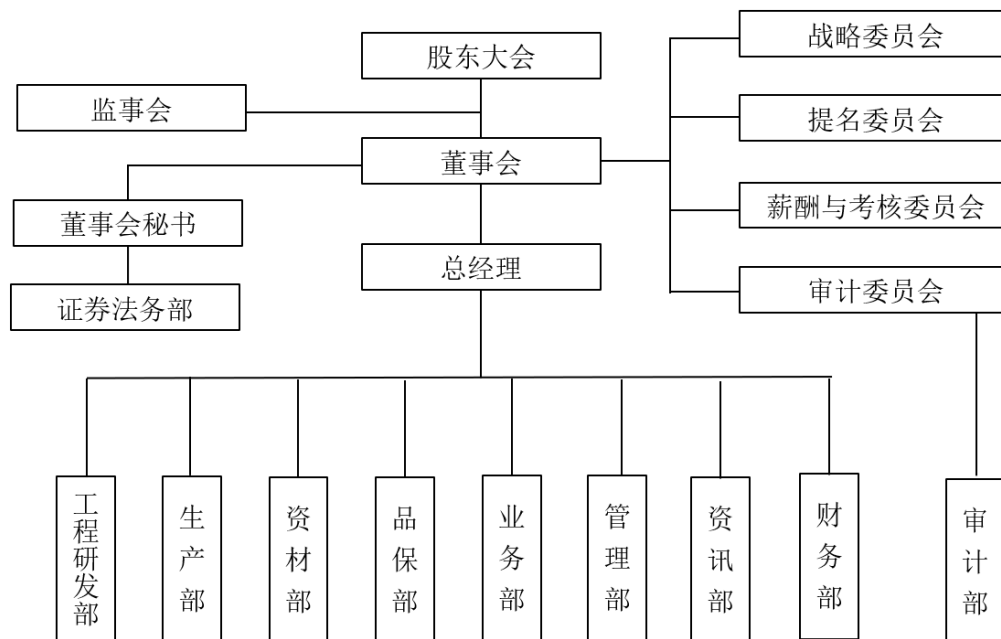 股东大会
战略委员会
监事会
提名委员会
董事会
董事会秘书
薪酬与考核委员会
总经理
审计委员会
证券法务部
工程研发部
生产部
资材部
品保部
业务部
管理部
资讯部
财务部
审计部